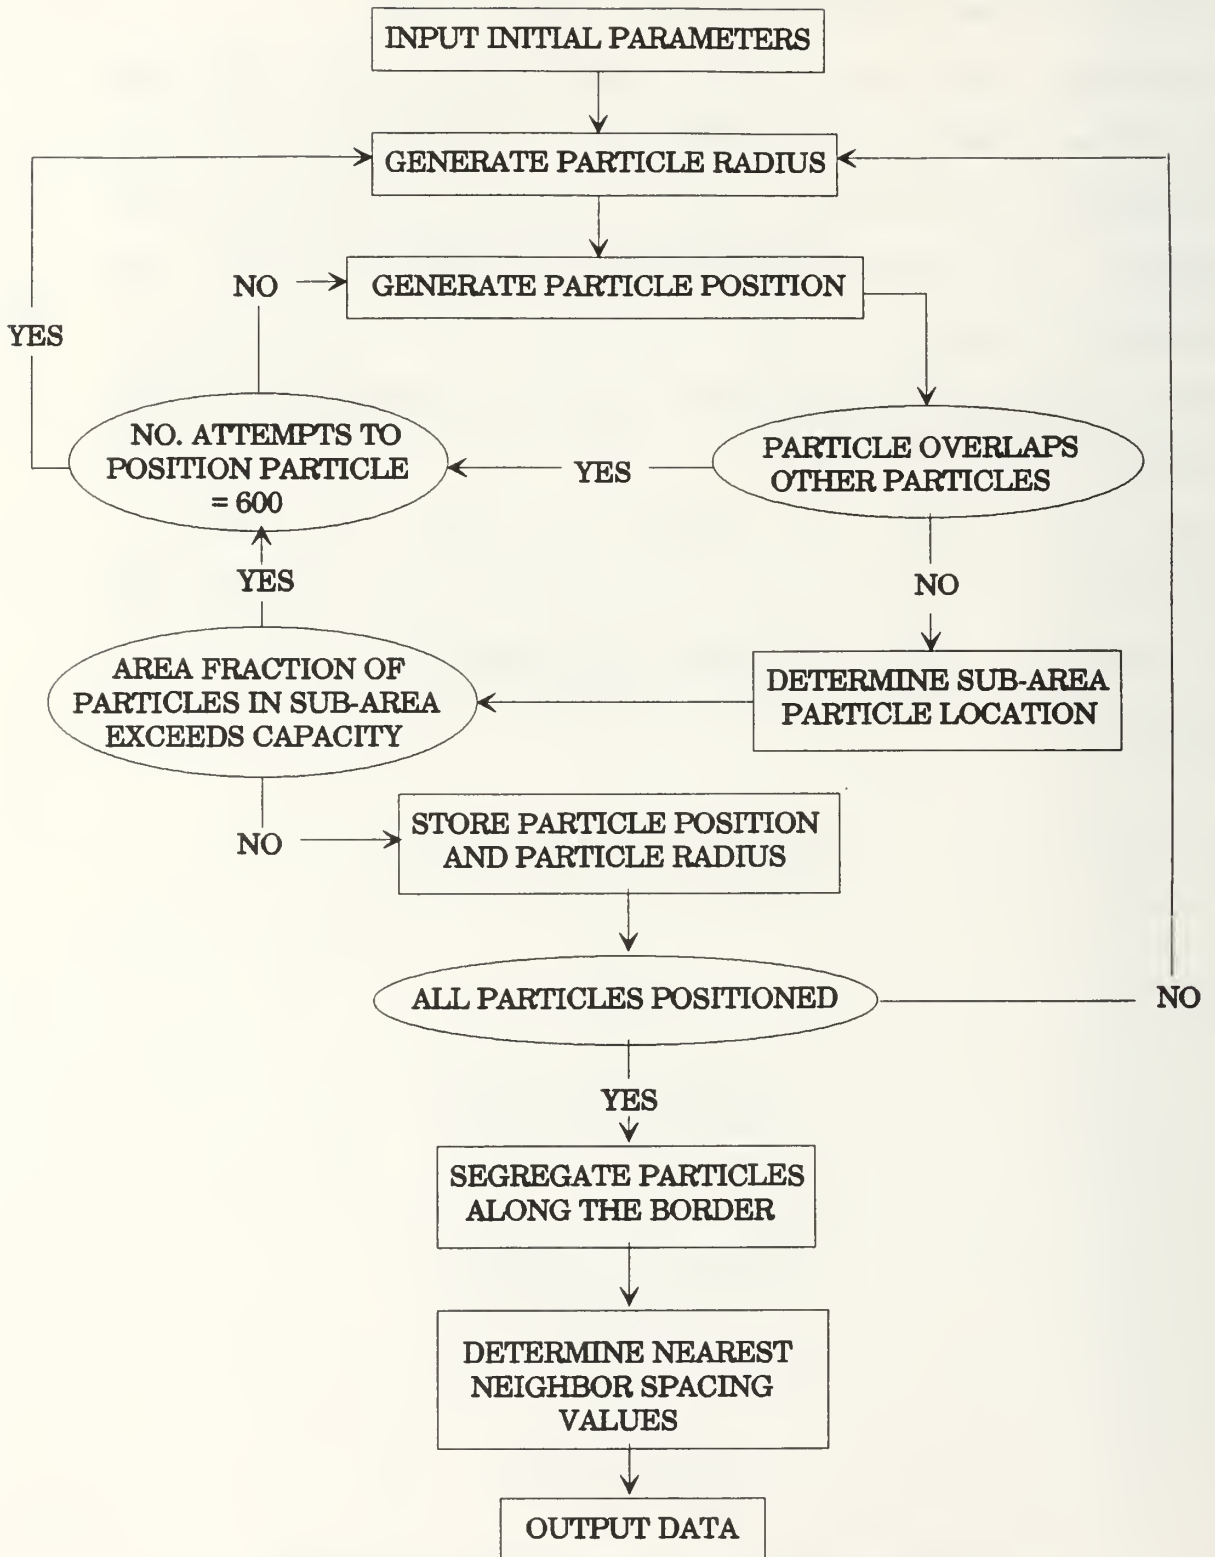 INPUT INITIAL PARAMETERS
GENERATE PARTICLE RADIUS
NO
GENERATE PARTICLE POSITION
YES
NO. ATTEMPTS TO
POSITION PARTICLE
= 600
YES
PARTICLE OVERLAPS
OTHER PARTICLES
YES
NO
AREA FRACTION OF
PARTICLES IN SUB-AREA
EXCEEDS CAPACITY
DETERMINE SUB-AREA
PARTICLE LOCATION
NO
STORE PARTICLE POSITION
AND PARTICLE RADIUS
ALL PARTICLES POSITIONED
NO
YES
SEGREGATE PARTICLES
ALONG THE BORDER
DETERMINE NEAREST
NEIGHBOR SPACING
VALUES
OUTPUT DATA